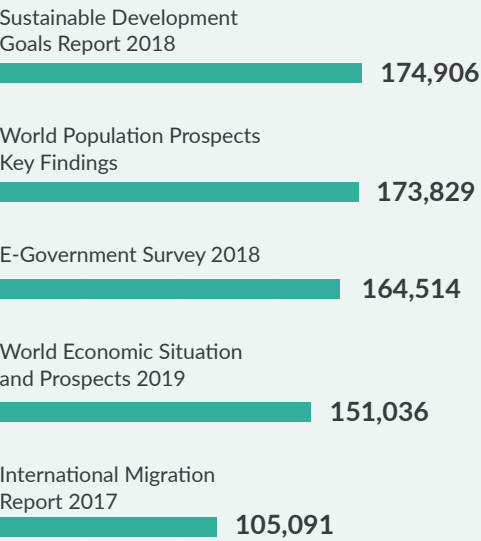 Sustainable Development
Goals Report 2018
174,906
World Population Prospects
Key Findings
173,829
E-Government Survey 2018
164,514
World Economic Situation
and Prospects 2019
151,036
International Migration
Report 2017
105,091